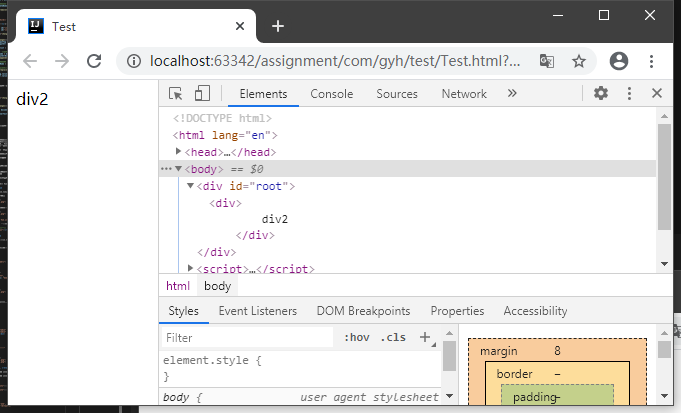 IJ Test
localhost:63342/assignment/com/gyh/test/Test.html?...
div2
Elements Console Sources Network »
<!DOCTYPE html>
<html lang="en">
<head>…</head>
<body> == $0
<div id="root">
<div>
div2
</div>
</div>
<script>…</script>
html body
Styles Event Listeners DOM Breakpoints Properties Accessibility
Filter :hov .cls +
element.style {
}
body { user agent stylesheet
margin 8
border –
padding–